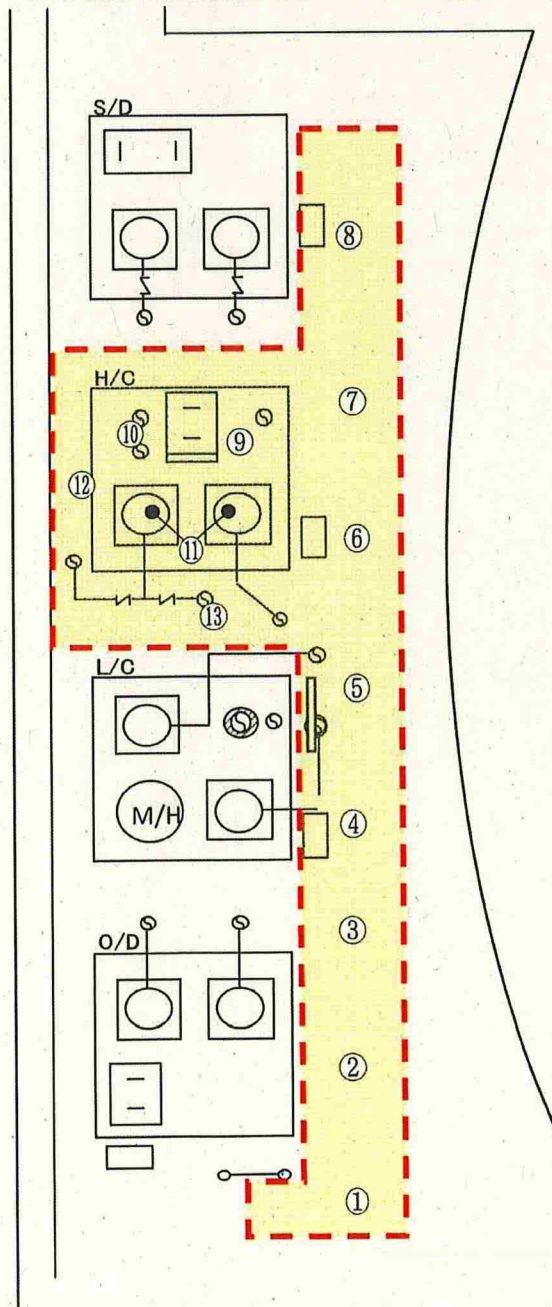 S/D
⑧
H/C
⑦
⑩
⑨
⑫
⑪
⑥
⑬
L/C
⑤
M/H
④
③
O/D
②
①